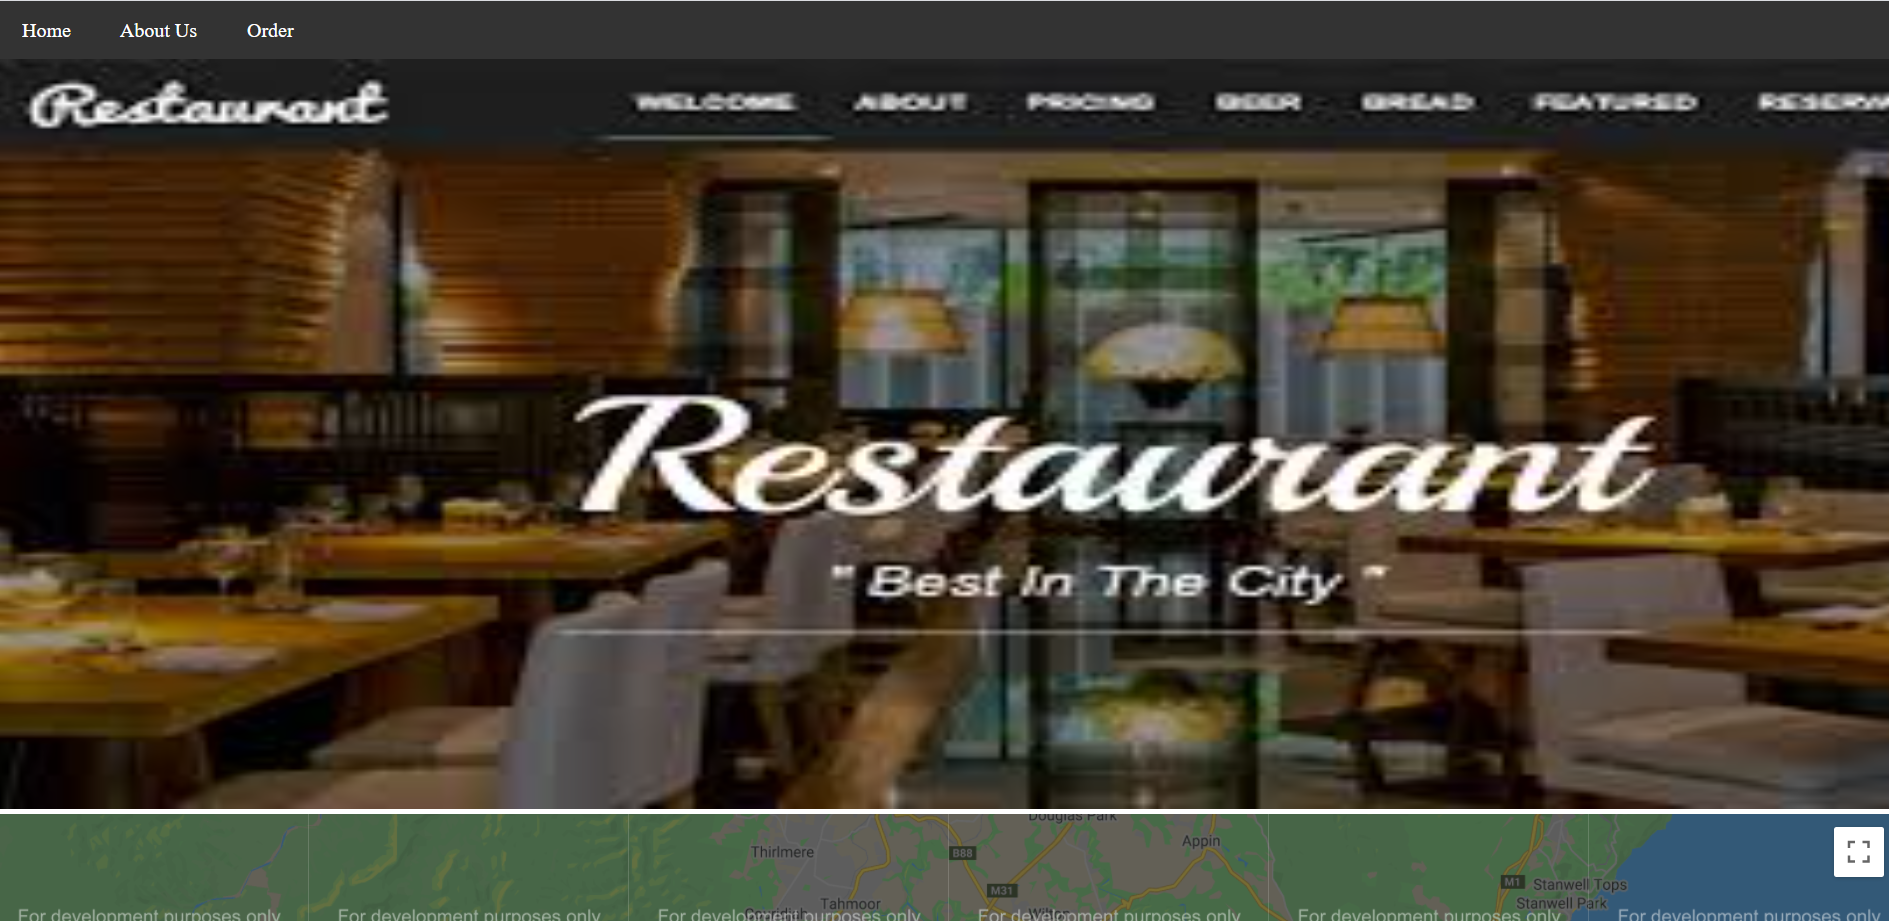 Home About Us Order
Restaurant WELCOME ABOUT PRICING BEER BREAD FEATURED RESERVA
Restaurant
" Best In The City "
Douglas Park
Appin
Thirlmere
B88
M31
M1 Stanwell Tops
Stanwell Park
Tahmoor
For development purposes only For development purposes only For development purposes only For development purposes only For development purposes only For development purposes only